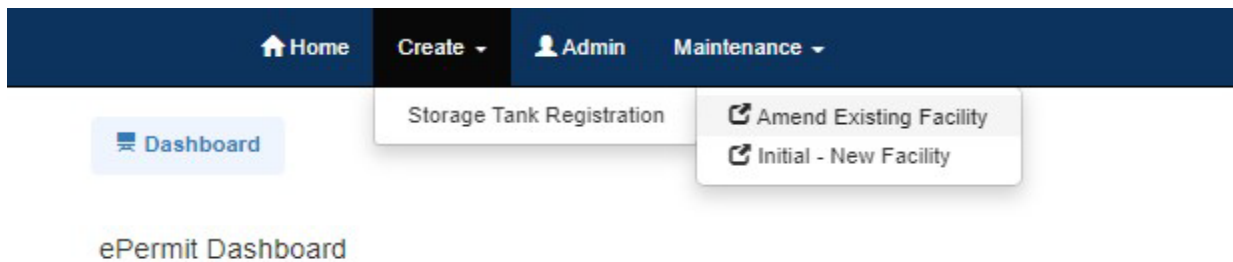 Home Create Admin Maintenance
Storage Tank Registration Amend Existing Facility
Dashboard Initial - New Facility
ePermit Dashboard